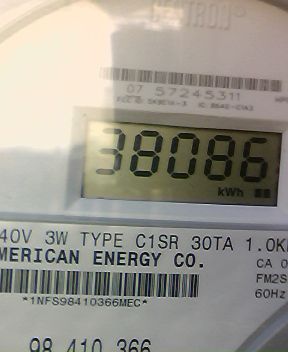 CENTRON®
07 57245311
38086
kWh
40V 3W TYPE C1SR 30TA 1.0K
MERICAN ENERGY CO.
CA 0
FM2S
*1NFS98410366MEC*
60Hz
98 410 366